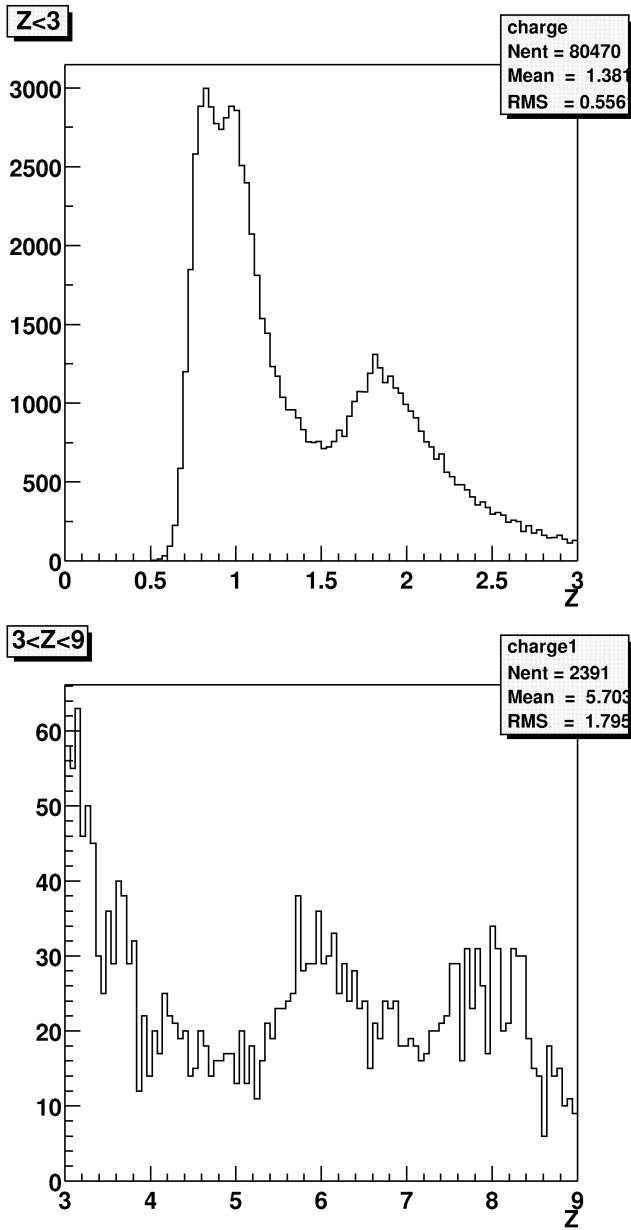 Z<3
charge
Nent = 80470
Mean = 1.381
RMS = 0.556
3000
2500
2000
1500
1000
500
0
0 0.5 1 1.5 2 2.5 3
Z
3<Z<9
charge1
Nent = 2391
Mean = 5.703
RMS = 1.795
60
50
40
30
20
10
0
3 4 5 6 7 8 9
Z